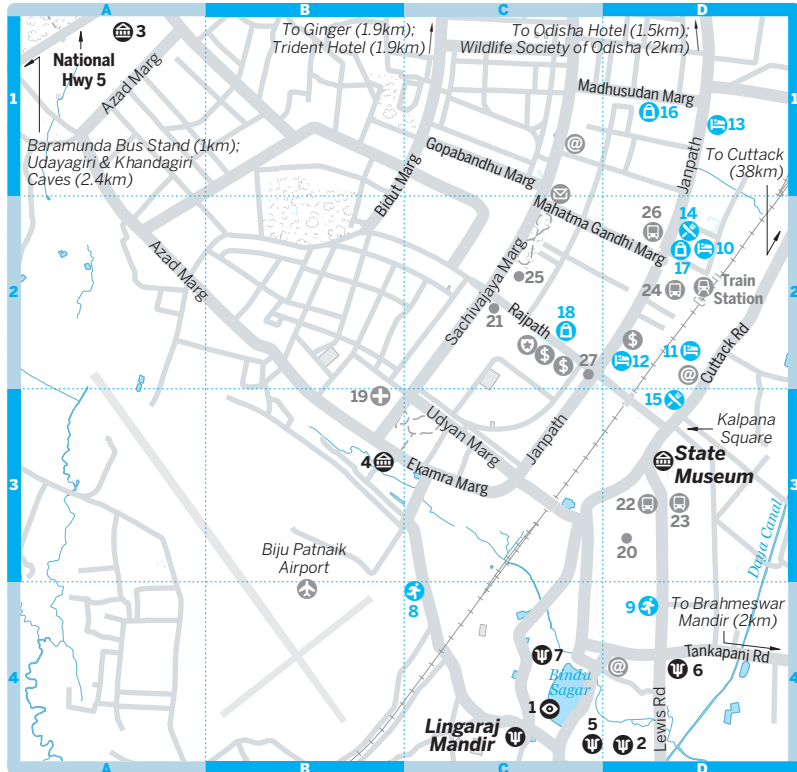 A
B
C
D
To Ginger (1.9km);
Trident Hotel (1.9km)
To Odisha Hotel (1.5km);
Wildlife Society of Odisha (2km)
3
National
Hwy 5
Azad Marg
1
1
Madhusudan Marg
16
13
Baramunda Bus Stand (1km);
Udayagiri & Khandagiri
Caves (2.4km)
Bidut Marg
Gopabandhu Marg
@
Janpath
To Cuttack
(38km)
Mahatma Gandhi Marg
26
14
10
17
Azad Marg
Sachivajaya Marg
25
24
Train
Station
2
2
21
Rajpath
18
$
$
$
27
12
11
@
Cuttack Rd
19
15
Udyan Marg
Janpath
Kalpana
Square
4
Ekamra Marg
State
Museum
3
3
22
23
20
Daya Canal
Biju Patnaik
Airport
8
9
To Brahmeswar
Mandir (2km)
7
@
Tankapani Rd
6
4
4
Bindu
Sagar
1
Lingaraj
Mandir
5
2
Lewis Rd
A
B
C
D